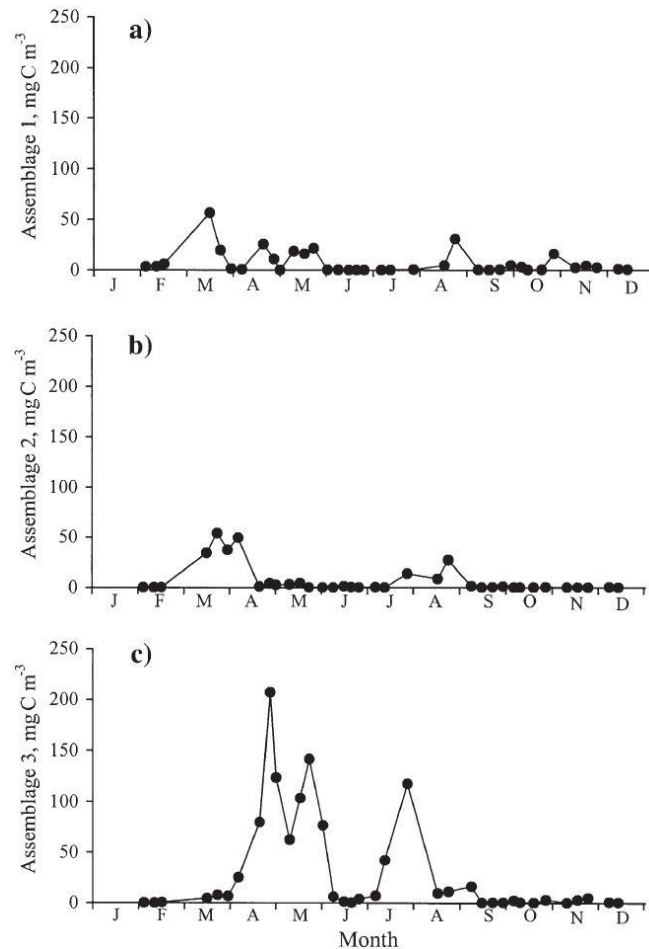 a)
Assemblage 1, mgC m-3
250
200
150
100
50
0
J F M A M J J A S O N D
b)
Assemblage 2, mgC m-3
250
200
150
100
50
0
J F M A M J J A S O N D
c)
Assemblage 3, mgC m-3
250
200
150
100
50
0
J F M A M J J A S O N D
Month